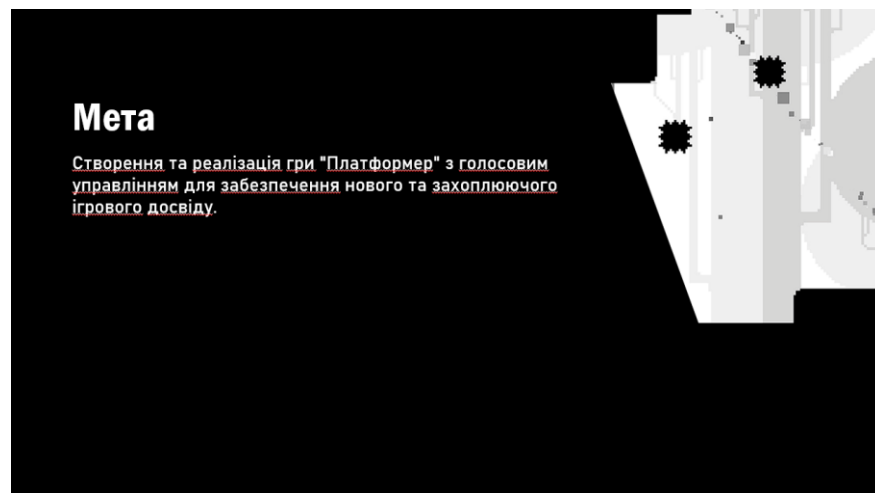 Мета
Створення та реалізація гри "Платформер" з голосовим
управлінням для забезпечення нового та захоплюючого
ігрового досвіду.